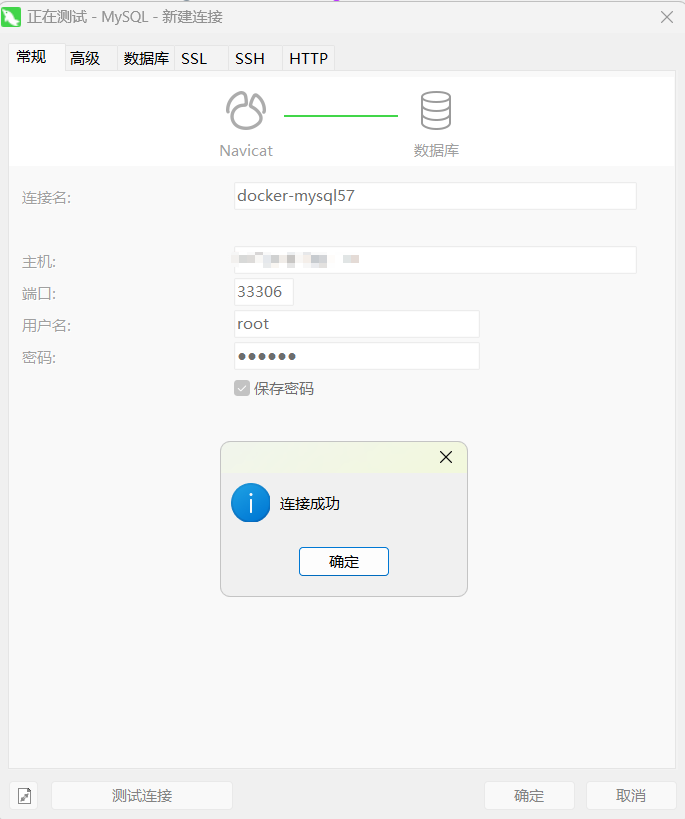 正在测试 - MySQL - 新建连接
常规 高级 数据库 SSL SSH HTTP
Navicat 数据库
连接名: docker-mysql57
主机:
端口: 33306
用户名: root
密码: ●●●●●●
保存密码
连接成功
确定
测试连接 确定 取消